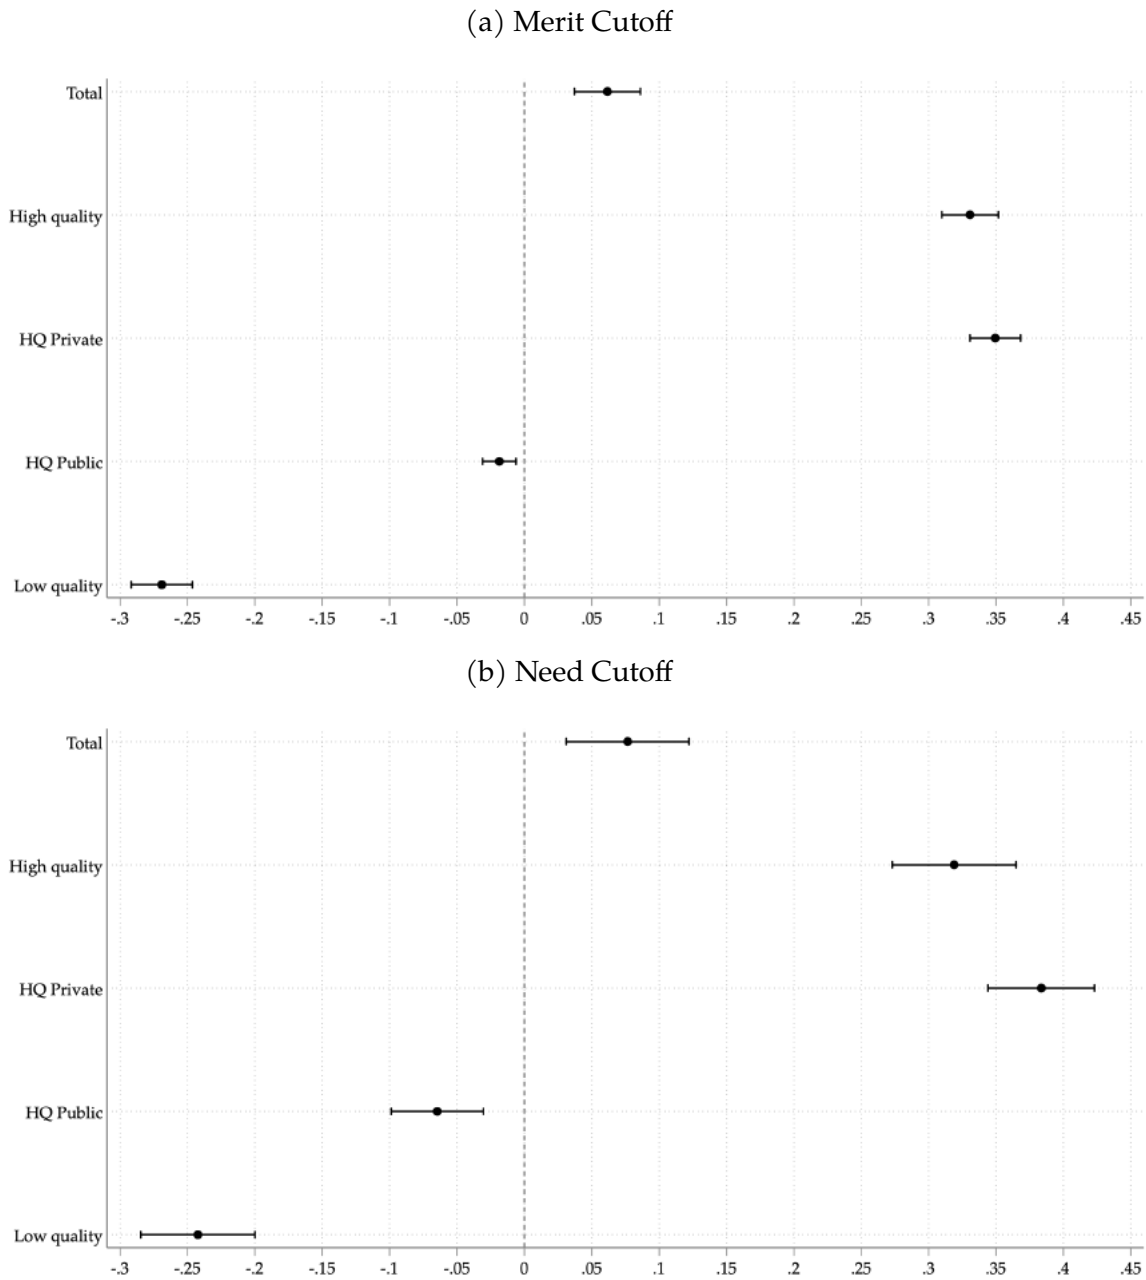 (a) Merit Cutoff
Total
High quality
HQ Private
HQ Public
Low quality
-.3 -.25 -.2 -.15 -.1 -.05 0 .05 .1 .15 .2 .25 .3 .35 .4 .45
(b) Need Cutoff
Total
High quality
HQ Private
HQ Public
Low quality
-.3 -.25 -.2 -.15 -.1 -.05 0 .05 .1 .15 .2 .25 .3 .35 .4 .45